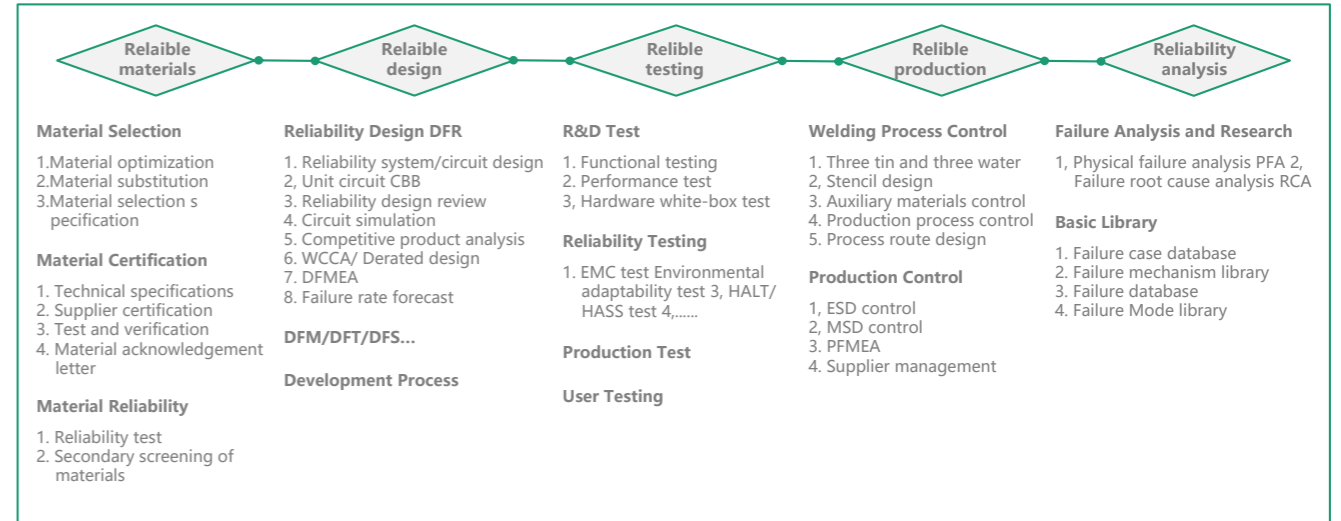 Relaible
materials
Relaible
design
Relible
testing
Relible
production
Reliability
analysis
Material Selection
1.Material optimization
2.Material substitution
3.Material selection s
pecification
Material Certification
1. Technical specifications
2. Supplier certification
3. Test and verification
4. Material acknowledgement
letter
Material Reliability
1. Reliability test
2. Secondary screening of
materials
Reliability Design DFR
1. Reliability system/circuit design
2, Unit circuit CBB
3. Reliability design review
4. Circuit simulation
5. Competitive product analysis
6. WCCA/ Derated design
7. DFMEA
8. Failure rate forecast
DFM/DFT/DFS...
Development Process
R&D Test
1. Functional testing
2. Performance test
3, Hardware white-box test
Reliability Testing
1. EMC test Environmental
adaptability test 3, HALT/
HASS test 4,......
Production Test
User Testing
Welding Process Control
1. Three tin and three water
2, Stencil design
3. Auxiliary materials control
4. Production process control
5. Process route design
Production Control
1, ESD control
2, MSD control
3. PFMEA
4. Supplier management
Failure Analysis and Research
1, Physical failure analysis PFA 2,
Failure root cause analysis RCA
Basic Library
1. Failure case database
2. Failure mechanism library
3. Failure database
4. Failure Mode library